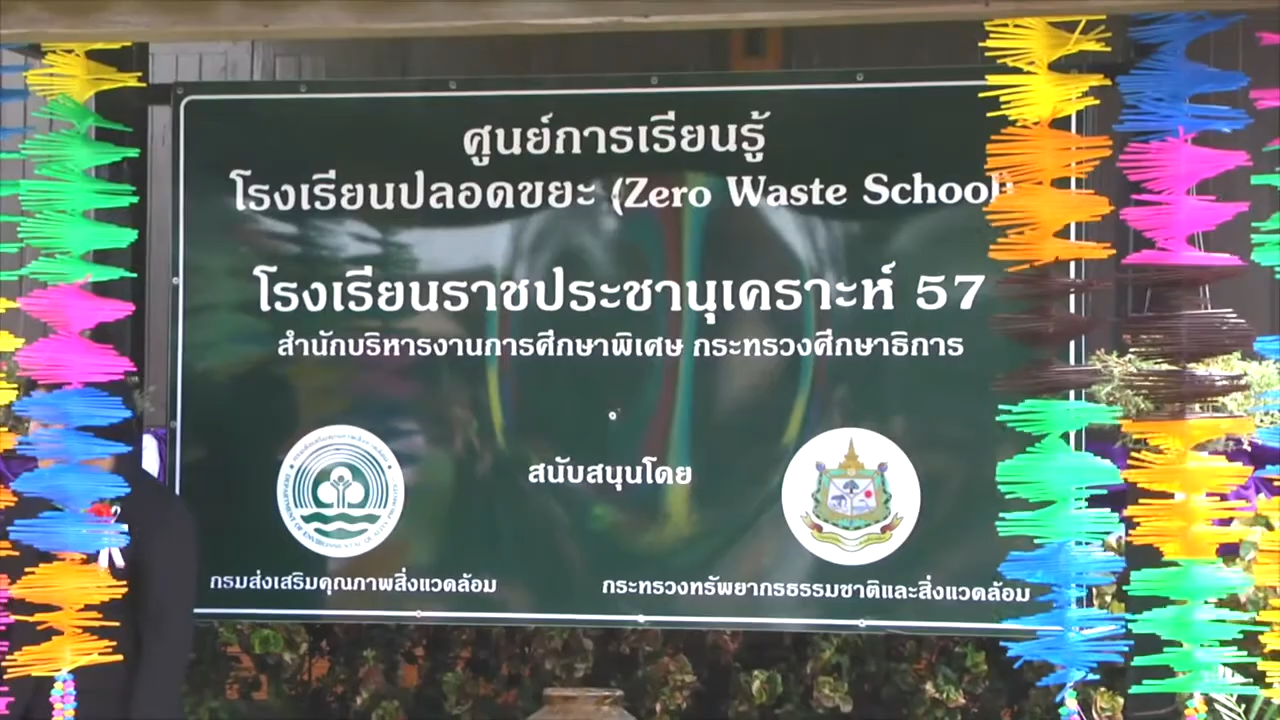 ศูนย์การเรียนรู้
โรงเรียนปลอดขยะ (Zero Waste School)
โรงเรียนราชประชานุเคราะห์ 57
สำนักบริหารงานการศึกษาพิเศษ กระทรวงศึกษาธิการ
สนับสนุนโดย
DEPARTMENT OF ENVIRONMENTAL QUALITY PROMOTION
กรมส่งเสริมคุณภาพสิ่งแวดล้อม
กระทรวงทรัพยากรธรรมชาติและสิ่งแวดล้อม